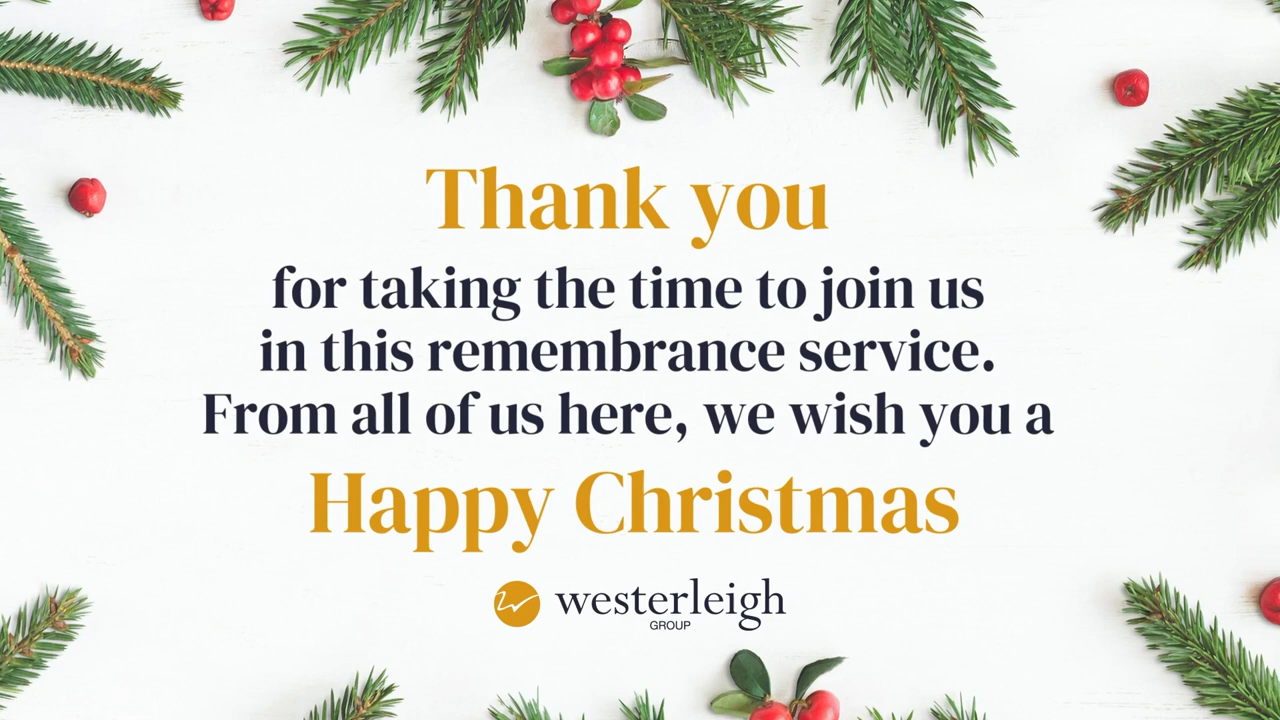 Thank you
for taking the time to join us
in this remembrance service.
From all of us here, we wish you a
Happy Christmas
westerleigh
GROUP